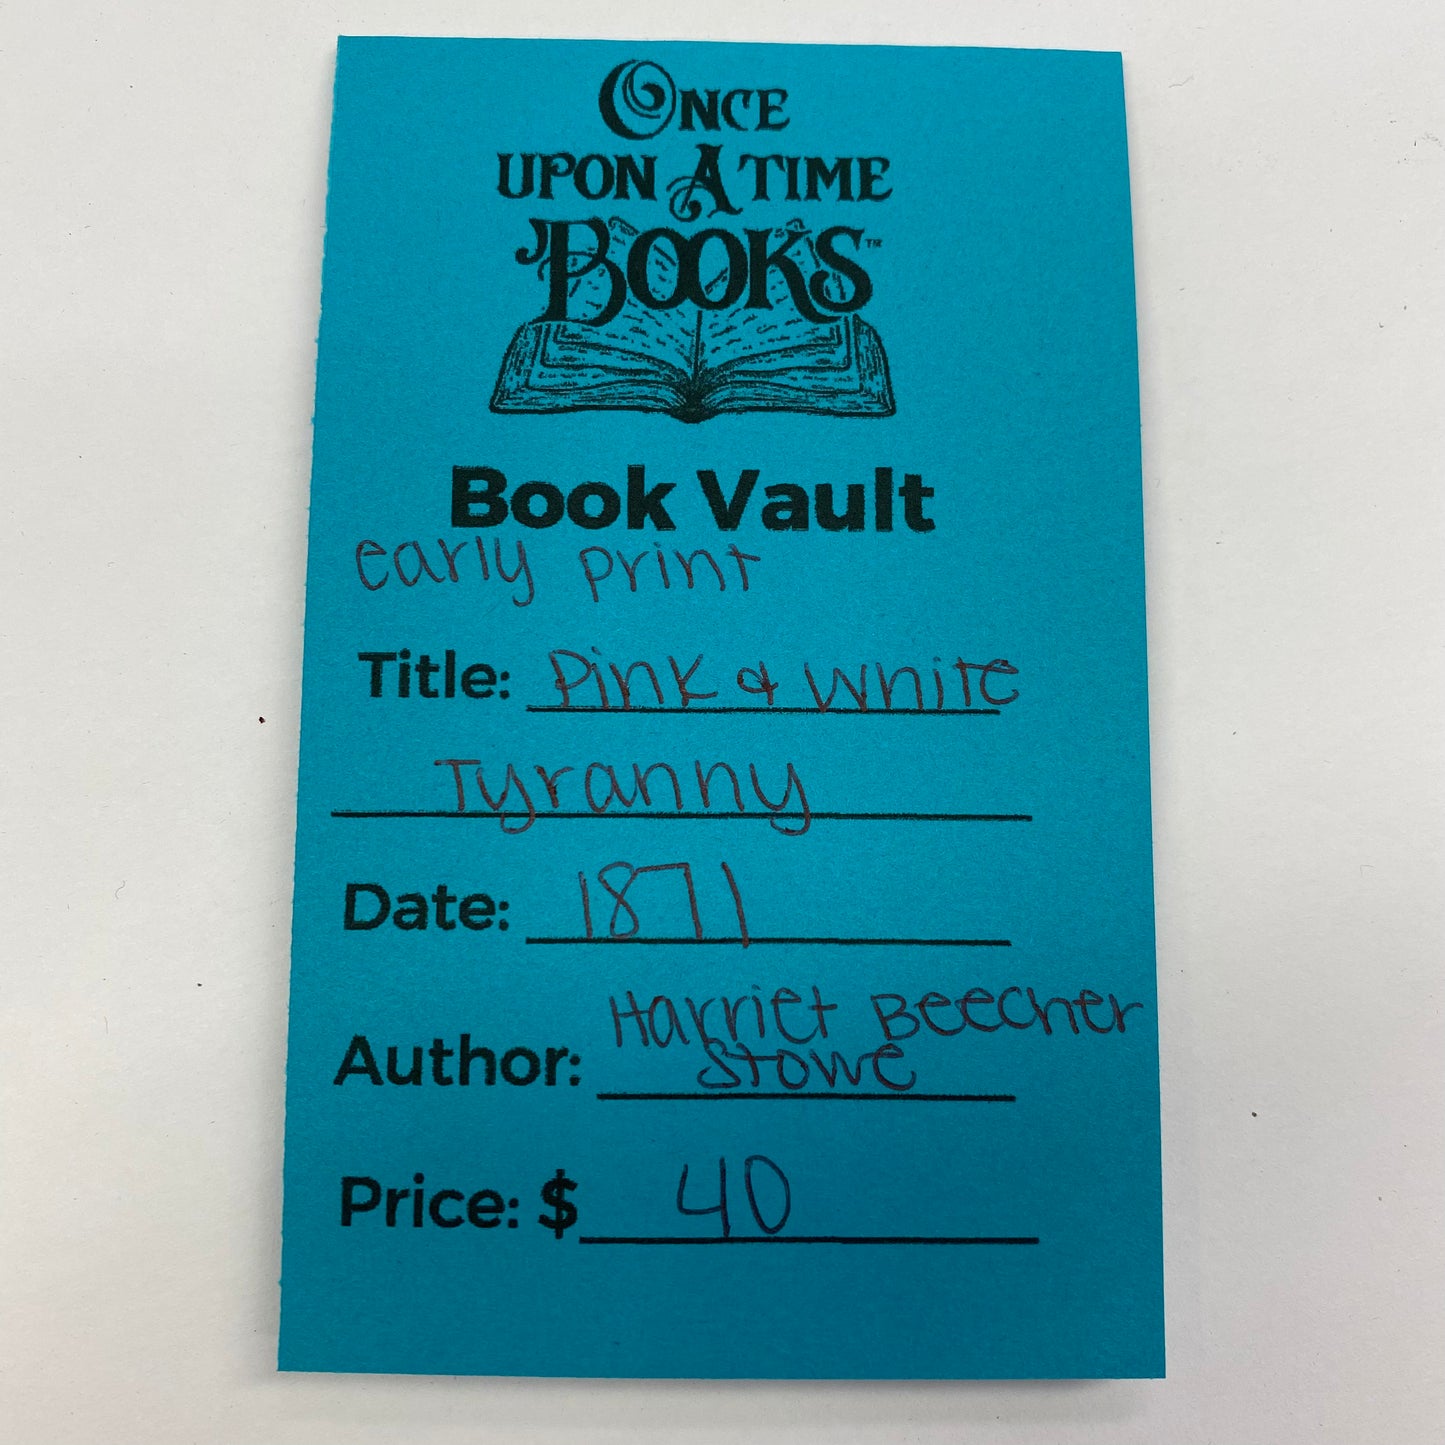 ONCE
UPON A TIME
BOOKS™
Book Vault
early print
Title: Pink & White
Tyranny
Date: 1871
Author: Harriet Beecher
Stowe
Price: $ 40